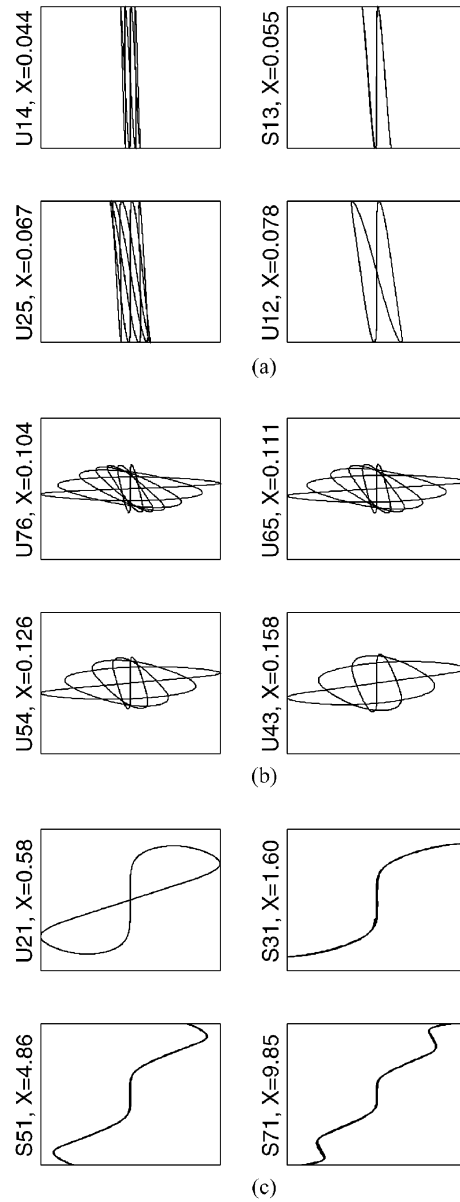 U14, X=0.044
S13, X=0.055
U25, X=0.067
U12, X=0.078
(a)
U76, X=0.104
U65, X=0.111
U54, X=0.126
U43, X=0.158
(b)
U21, X=0.58
S31, X=1.60
S51, X=4.86
S71, X=9.85
(c)